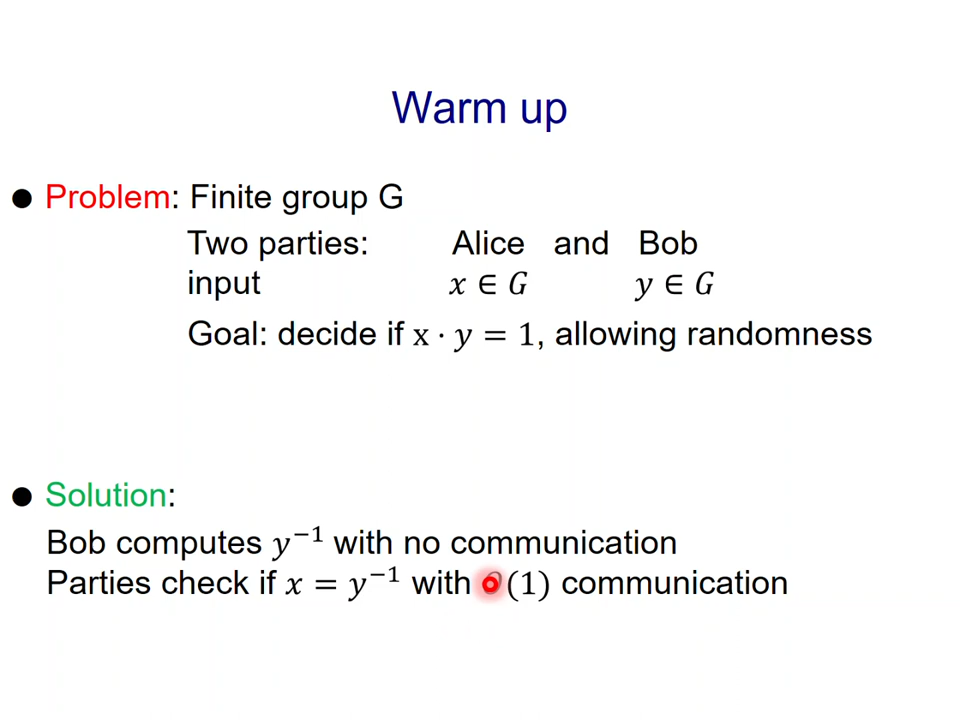 Warm up
● Problem: Finite group G
Two parties: Alice and Bob
input x ∈ G y ∈ G
Goal: decide if x · y = 1, allowing randomness
● Solution:
Bob computes y⁻¹ with no communication
Parties check if x = y⁻¹ with (1) communication